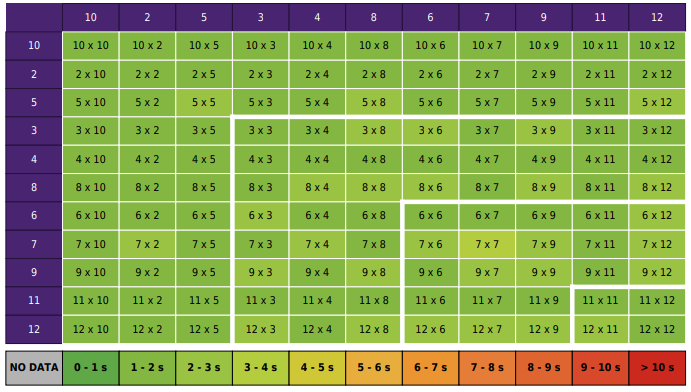 10 2 5 3 4 8 6 7 9 11 12
10 10 x 10 10 x 2 10 x 5 10 x 3 10 x 4 10 x 8 10 x 6 10 x 7 10 x 9 10 x 11 10 x 12
2 2 x 10 2 x 2 2 x 5 2 x 3 2 x 4 2 x 8 2 x 6 2 x 7 2 x 9 2 x 11 2 x 12
5 5 x 10 5 x 2 5 x 5 5 x 3 5 x 4 5 x 8 5 x 6 5 x 7 5 x 9 5 x 11 5 x 12
3 3 x 10 3 x 2 3 x 5 3 x 3 3 x 4 3 x 8 3 x 6 3 x 7 3 x 9 3 x 11 3 x 12
4 4 x 10 4 x 2 4 x 5 4 x 3 4 x 4 4 x 8 4 x 6 4 x 7 4 x 9 4 x 11 4 x 12
8 8 x 10 8 x 2 8 x 5 8 x 3 8 x 4 8 x 8 8 x 6 8 x 7 8 x 9 8 x 11 8 x 12
6 6 x 10 6 x 2 6 x 5 6 x 3 6 x 4 6 x 8 6 x 6 6 x 7 6 x 9 6 x 11 6 x 12
7 7 x 10 7 x 2 7 x 5 7 x 3 7 x 4 7 x 8 7 x 6 7 x 7 7 x 9 7 x 11 7 x 12
9 9 x 10 9 x 2 9 x 5 9 x 3 9 x 4 9 x 8 9 x 6 9 x 7 9 x 9 9 x 11 9 x 12
11 11 x 10 11 x 2 11 x 5 11 x 3 11 x 4 11 x 8 11 x 6 11 x 7 11 x 9 11 x 11 11 x 12
12 12 x 10 12 x 2 12 x 5 12 x 3 12 x 4 12 x 8 12 x 6 12 x 7 12 x 9 12 x 11 12 x 12
NO DATA 0 - 1 s 1 - 2 s 2 - 3 s 3 - 4 s 4 - 5 s 5 - 6 s 6 - 7 s 7 - 8 s 8 - 9 s 9 - 10 s > 10 s